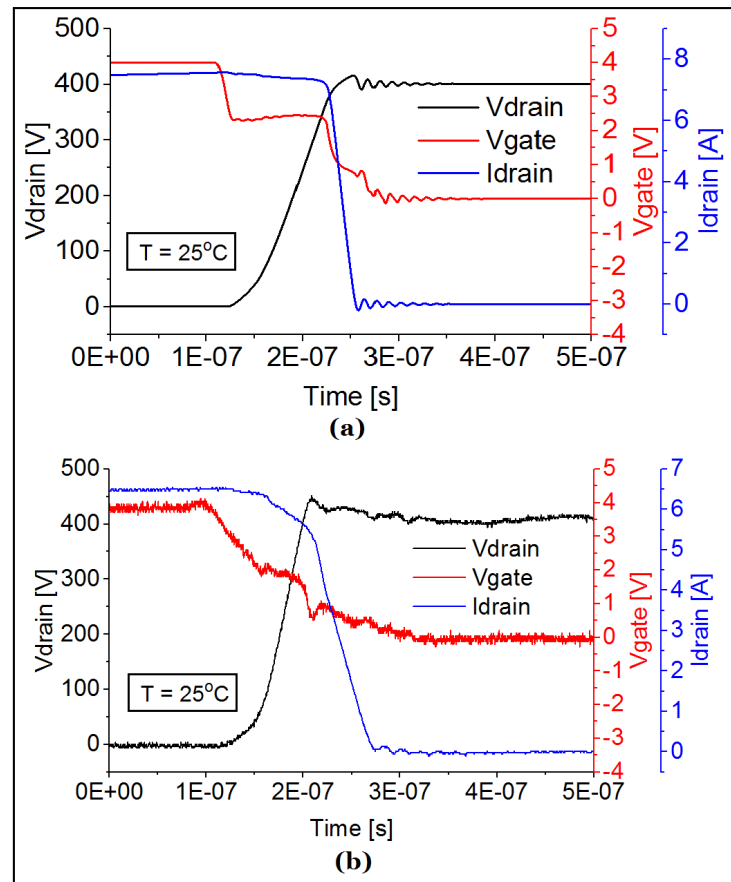 500
400
300
200
100
0
Vdrain [V]
Vdrain
Vgate
Idrain
T = 25°C
5
4
3
2
1
0
-1
-2
-3
-4
Vgate [V]
8
6
4
2
0
Idrain [A]
0E+00 1E-07 2E-07 3E-07 4E-07 5E-07
Time [s]
(a)
500
400
300
200
100
0
Vdrain [V]
Vdrain
Vgate
Idrain
T = 25°C
5
4
3
2
1
0
-1
-2
-3
-4
Vgate [V]
7
6
5
4
3
2
1
0
Idrain [A]
0E+00 1E-07 2E-07 3E-07 4E-07 5E-07
Time [s]
(b)